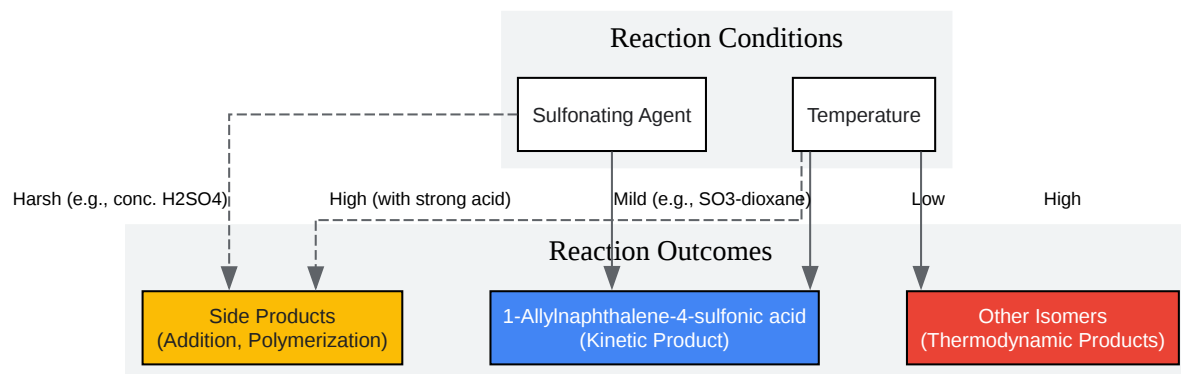 Reaction Conditions
Sulfonating Agent
Temperature
Harsh (e.g., conc. H2SO4)
High (with strong acid)
Mild (e.g., SO3-dioxane)
Low
High
Reaction Outcomes
Side Products
(Addition, Polymerization)
1-Allylnaphthalene-4-sulfonic acid
(Kinetic Product)
Other Isomers
(Thermodynamic Products)